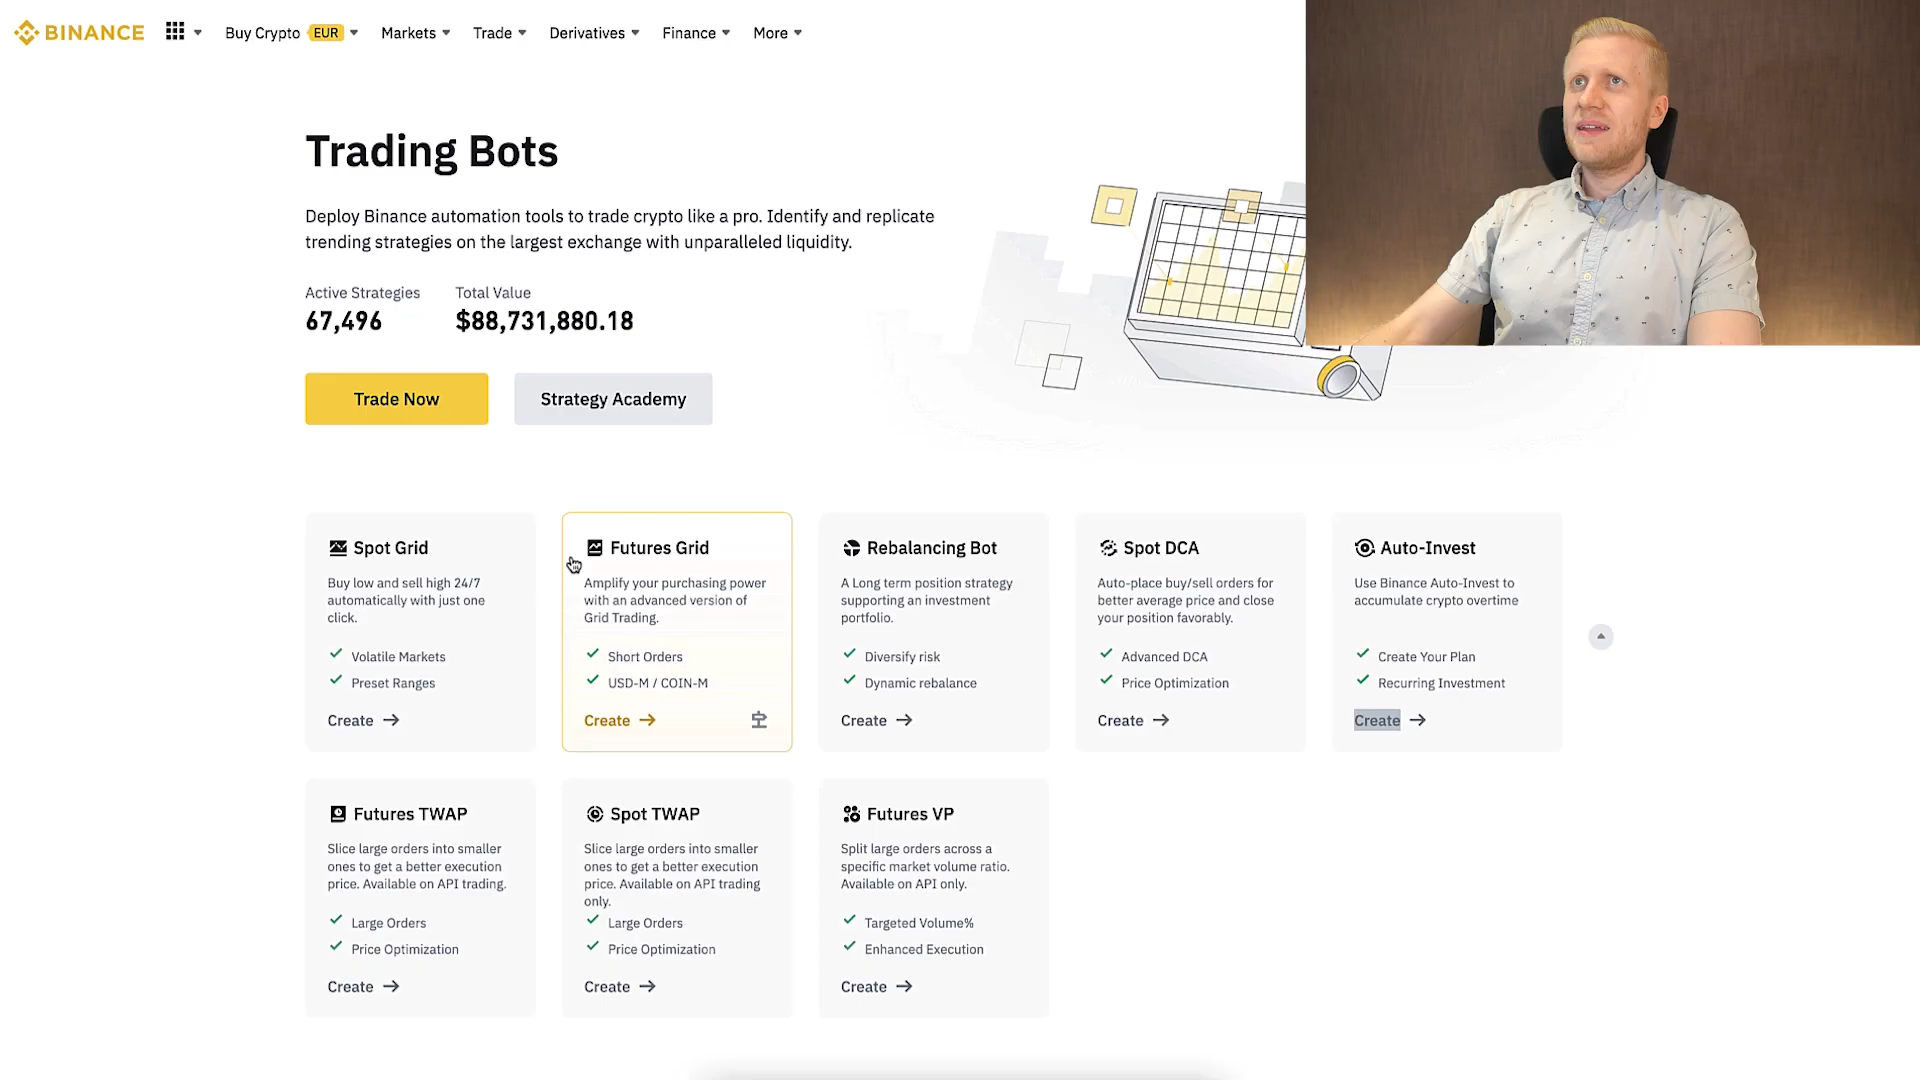 BINANCE
Buy Crypto EUR
Markets
Trade
Derivatives
Finance
More
Trading Bots
Deploy Binance automation tools to trade crypto like a pro. Identify and replicate
trending strategies on the largest exchange with unparalleled liquidity.
Active Strategies
67,496
Total Value
$88,731,880.18
Trade Now
Strategy Academy
Spot Grid
Buy low and sell high 24/7
automatically with just one
click.
Volatile Markets
Preset Ranges
Create
Futures Grid
Amplify your purchasing power
with an advanced version of
Grid Trading.
Short Orders
USD-M / COIN-M
Create
Rebalancing Bot
A Long term position strategy
supporting an investment
portfolio.
Diversify risk
Dynamic rebalance
Create
Spot DCA
Auto-place buy/sell orders for
better average price and close
your position favorably.
Advanced DCA
Price Optimization
Create
Auto-Invest
Use Binance Auto-Invest to
accumulate crypto overtime
Create Your Plan
Recurring Investment
Create
Futures TWAP
Slice large orders into smaller
ones to get a better execution
price. Available on API trading.
Large Orders
Price Optimization
Create
Spot TWAP
Slice large orders into smaller
ones to get a better execution
price. Available on API trading
only.
Large Orders
Price Optimization
Create
Futures VP
Split large orders across a
specific market volume ratio.
Available on API only.
Targeted Volume%
Enhanced Execution
Create